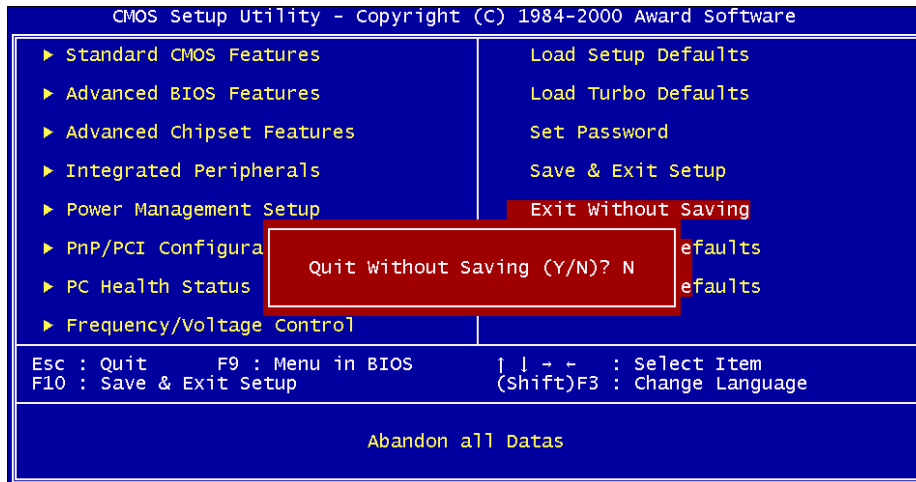 CMOS Setup Utility - Copyright (C) 1984-2000 Award Software
▶ Standard CMOS Features
▶ Advanced BIOS Features
▶ Advanced Chipset Features
▶ Integrated Peripherals
▶ Power Management Setup
▶ PnP/PCI Configura
▶ PC Health Status
▶ Frequency/Voltage Control
Load Setup Defaults
Load Turbo Defaults
Set Password
Save & Exit Setup
Exit Without Saving
efaults
efaults
Quit Without Saving (Y/N)? N
Esc : Quit F9 : Menu in BIOS ↑ ↓ → ← : Select Item
F10 : Save & Exit Setup (Shift)F3 : Change Language
Abandon all Datas